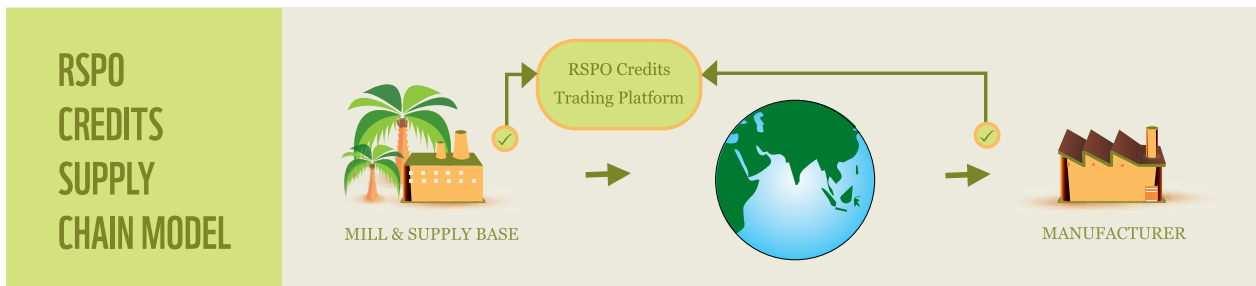 RSPO
CREDITS
SUPPLY
CHAIN MODEL
RSPO Credits
Trading Platform
MILL & SUPPLY BASE
MANUFACTURER